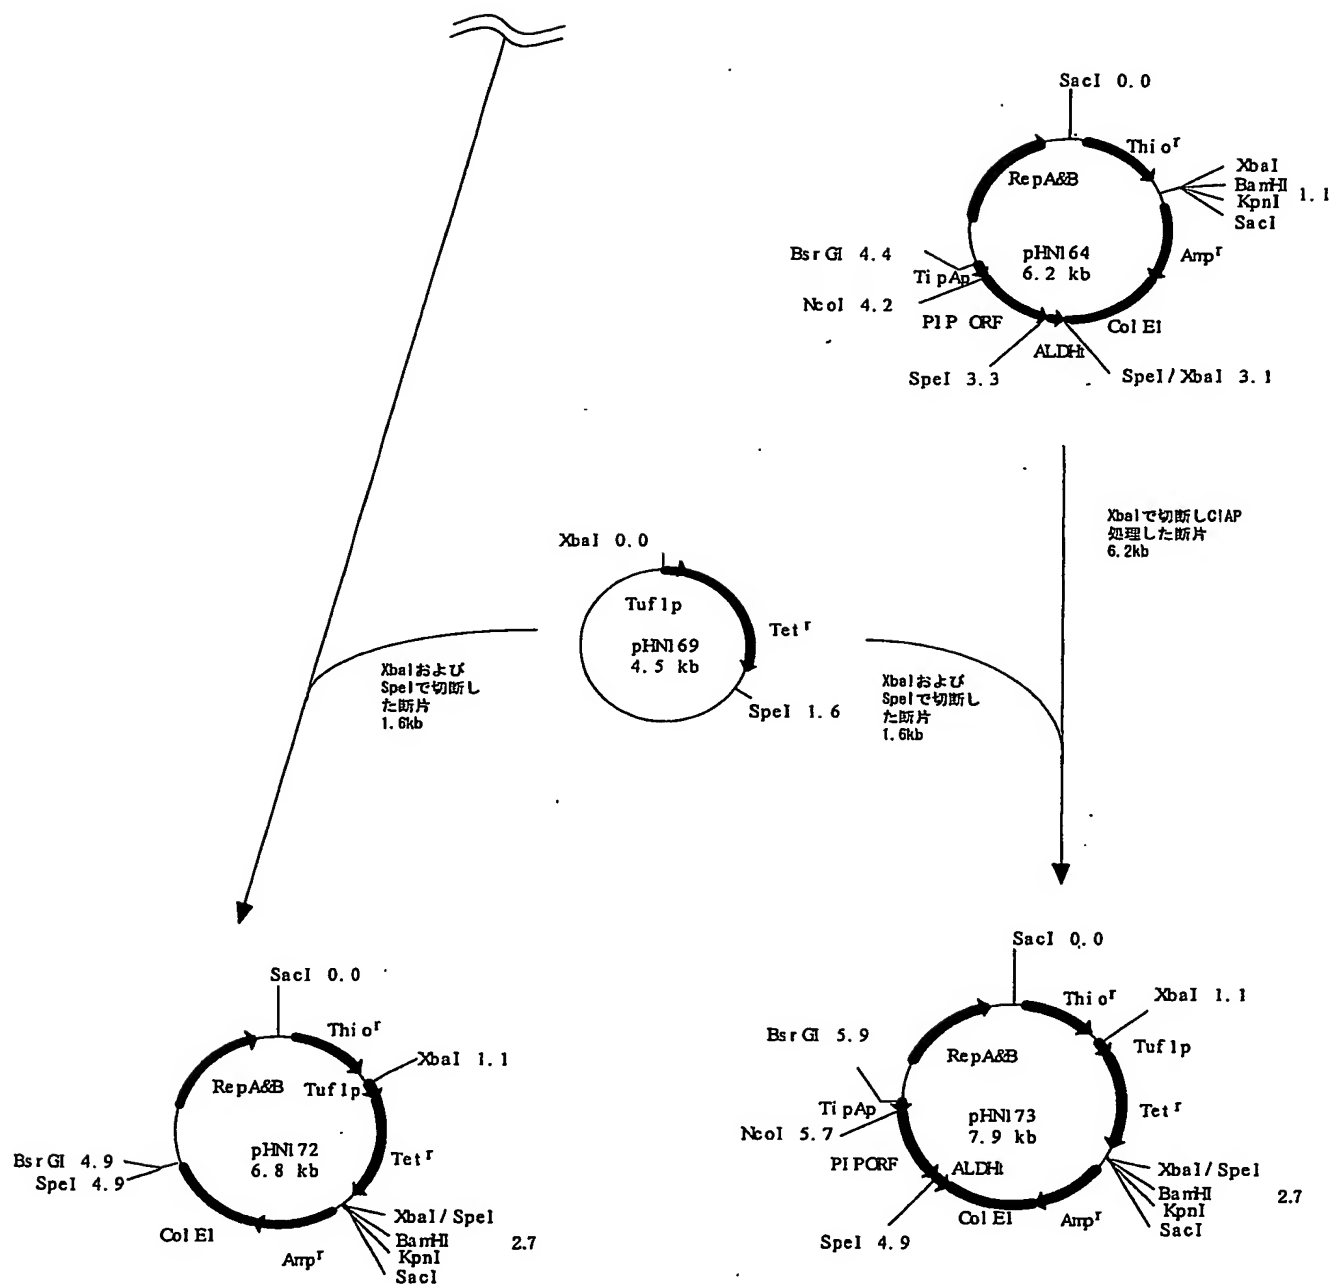 SacI 0.0
Thio^r
XbaI
BamHI
KpnI
SacI
1.1
RepA&B
pHN164
6.2 kb
Amp^r
BsrGI 4.4
TipAp
NcoI 4.2
PIP ORF
ColE1
ALDHt
SpeI 3.3
SpeI/XbaI 3.1
XbaIで切断しCIAP
処理した断片
6.2kb
XbaI 0.0
Tuf1p
Tet^r
pHN169
4.5 kb
SpeI 1.6
XbaIおよび
SpeIで切断し
た断片
1.6kb
XbaIおよび
SpeIで切断し
た断片
1.6kb
SacI 0.0
Thio^r
XbaI 1.1
RepA&B
Tuf1p
pHN172
6.8 kb
Tet^r
BsrGI 4.9
SpeI 4.9
ColE1
Amp^r
XbaI/SpeI
BamHI
KpnI
SacI
2.7
SacI 0.0
Thio^r
XbaI 1.1
BsrGI 5.9
RepA&B
Tuf1p
TipAp
pHN173
7.9 kb
Tet^r
NcoI 5.7
PIPORF
ALDHt
ColE1
Amp^r
SpeI 4.9
XbaI/SpeI
BamHI
KpnI
SacI
2.7